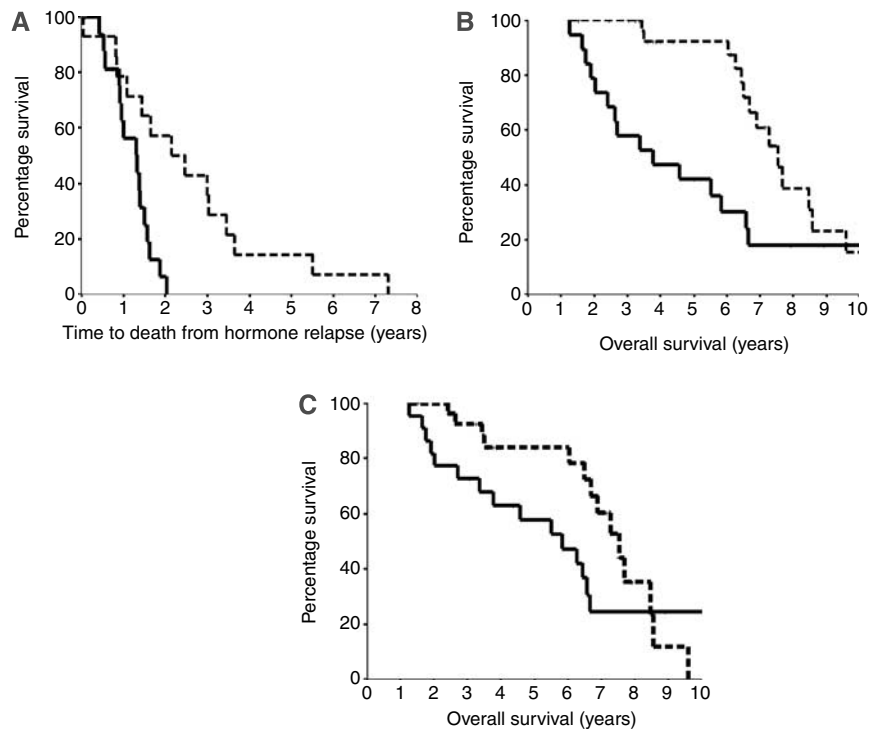 A
Percentage survival
100
80
60
40
20
0
0 1 2 3 4 5 6 7 8
Time to death from hormone relapse (years)
B
Percentage survival
100
80
60
40
20
0
0 1 2 3 4 5 6 7 8 9 10
Overall survival (years)
C
Percentage survival
100
80
60
40
20
0
0 1 2 3 4 5 6 7 8 9 10
Overall survival (years)